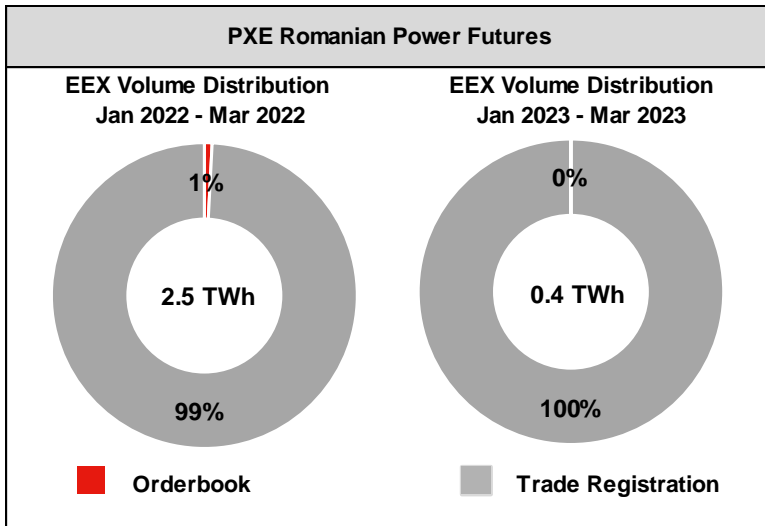 PXE Romanian Power Futures
EEX Volume Distribution
Jan 2022 - Mar 2022
EEX Volume Distribution
Jan 2023 - Mar 2023
1%
2.5 TWh
99%
0%
0.4 TWh
100%
Orderbook
Trade Registration